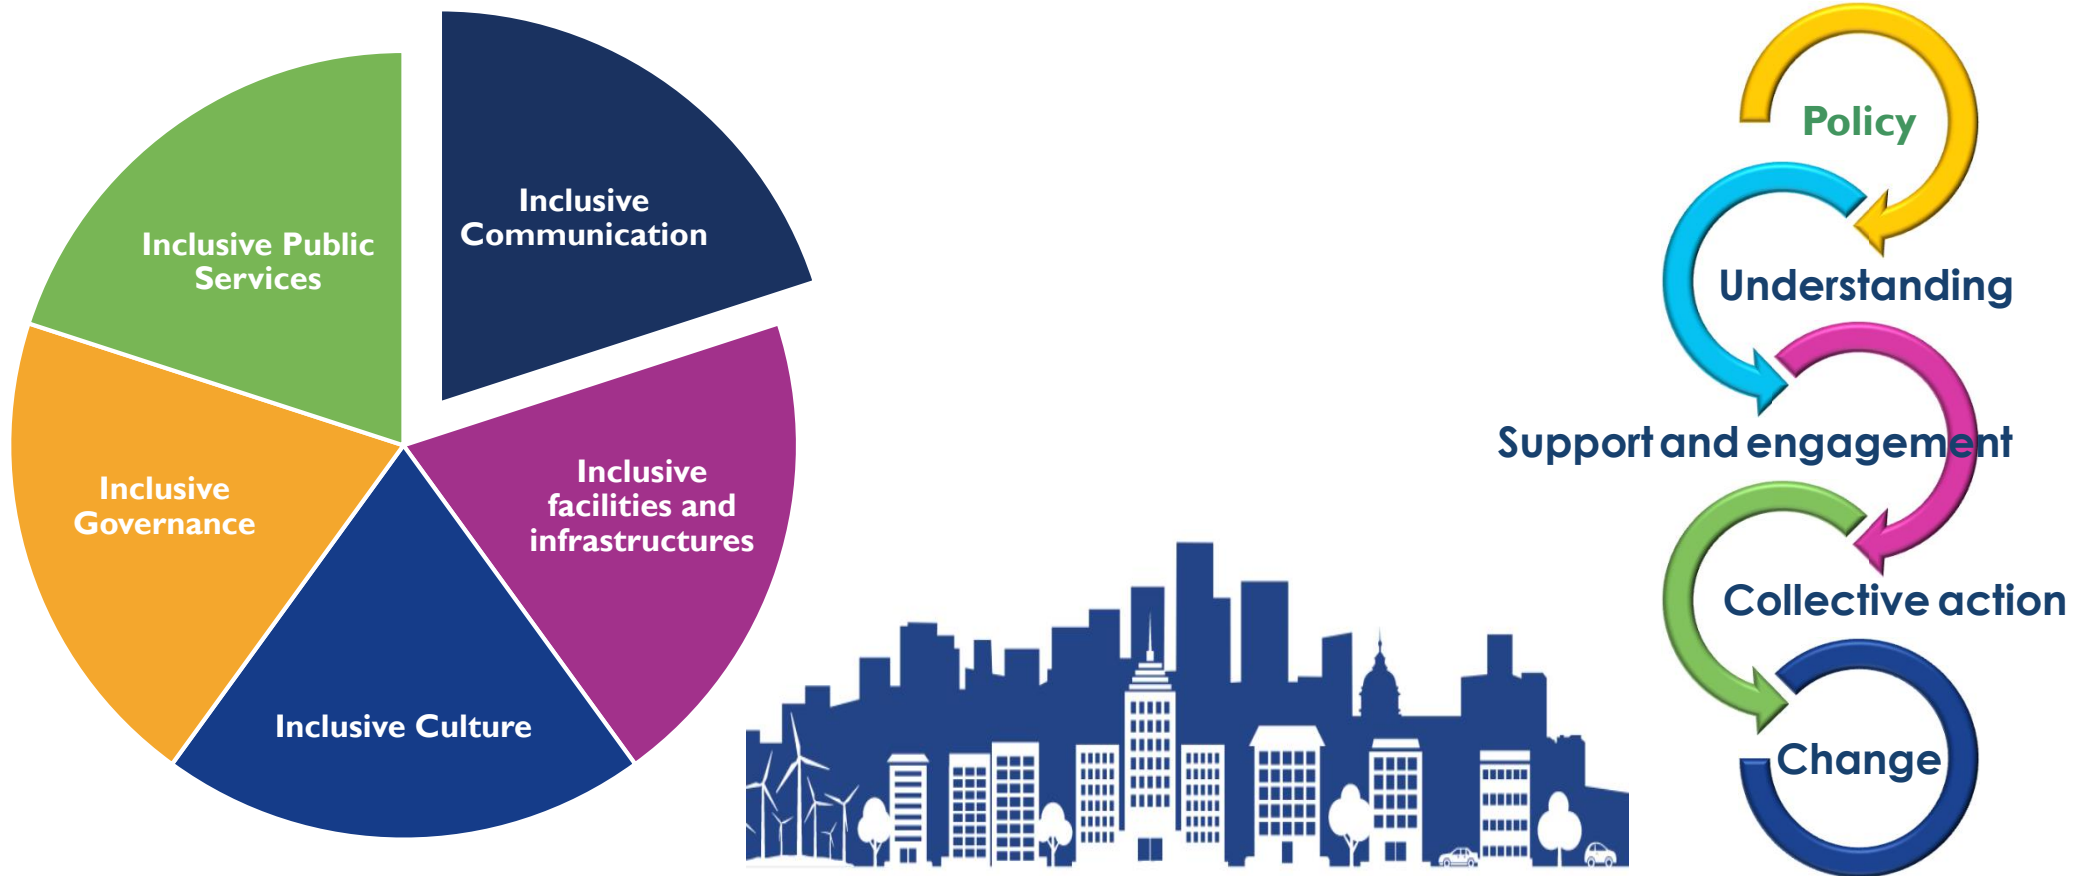 Inclusive
Communication
Inclusive Public
Services
Inclusive
facilities and
infrastructures
Inclusive
Governance
Inclusive Culture
Policy
Understanding
Support and engagement
Collective action
Change